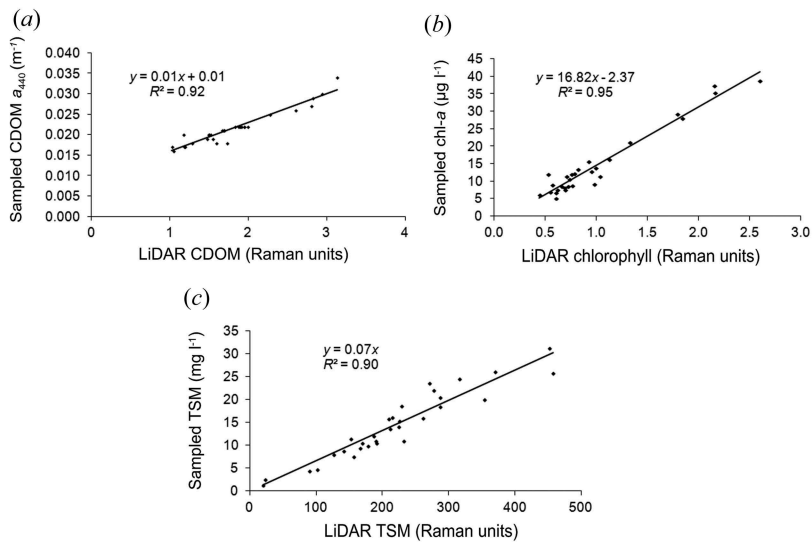 (a)
Sampled CDOM a440 (m-1)
0.040
0.035
0.030
0.025
0.020
0.015
0.010
0.005
0.000
y = 0.01x + 0.01
R² = 0.92
0 1 2 3 4
LiDAR CDOM (Raman units)
(b)
Sampled chl-a (µg l-1)
45
40
35
30
25
20
15
10
5
0
y = 16.82x - 2.37
R² = 0.95
0.0 0.5 1.0 1.5 2.0 2.5 3.0
LiDAR chlorophyll (Raman units)
(c)
Sampled TSM (mg l-1)
35
30
25
20
15
10
5
0
y = 0.07x
R² = 0.90
0 100 200 300 400 500
LiDAR TSM (Raman units)